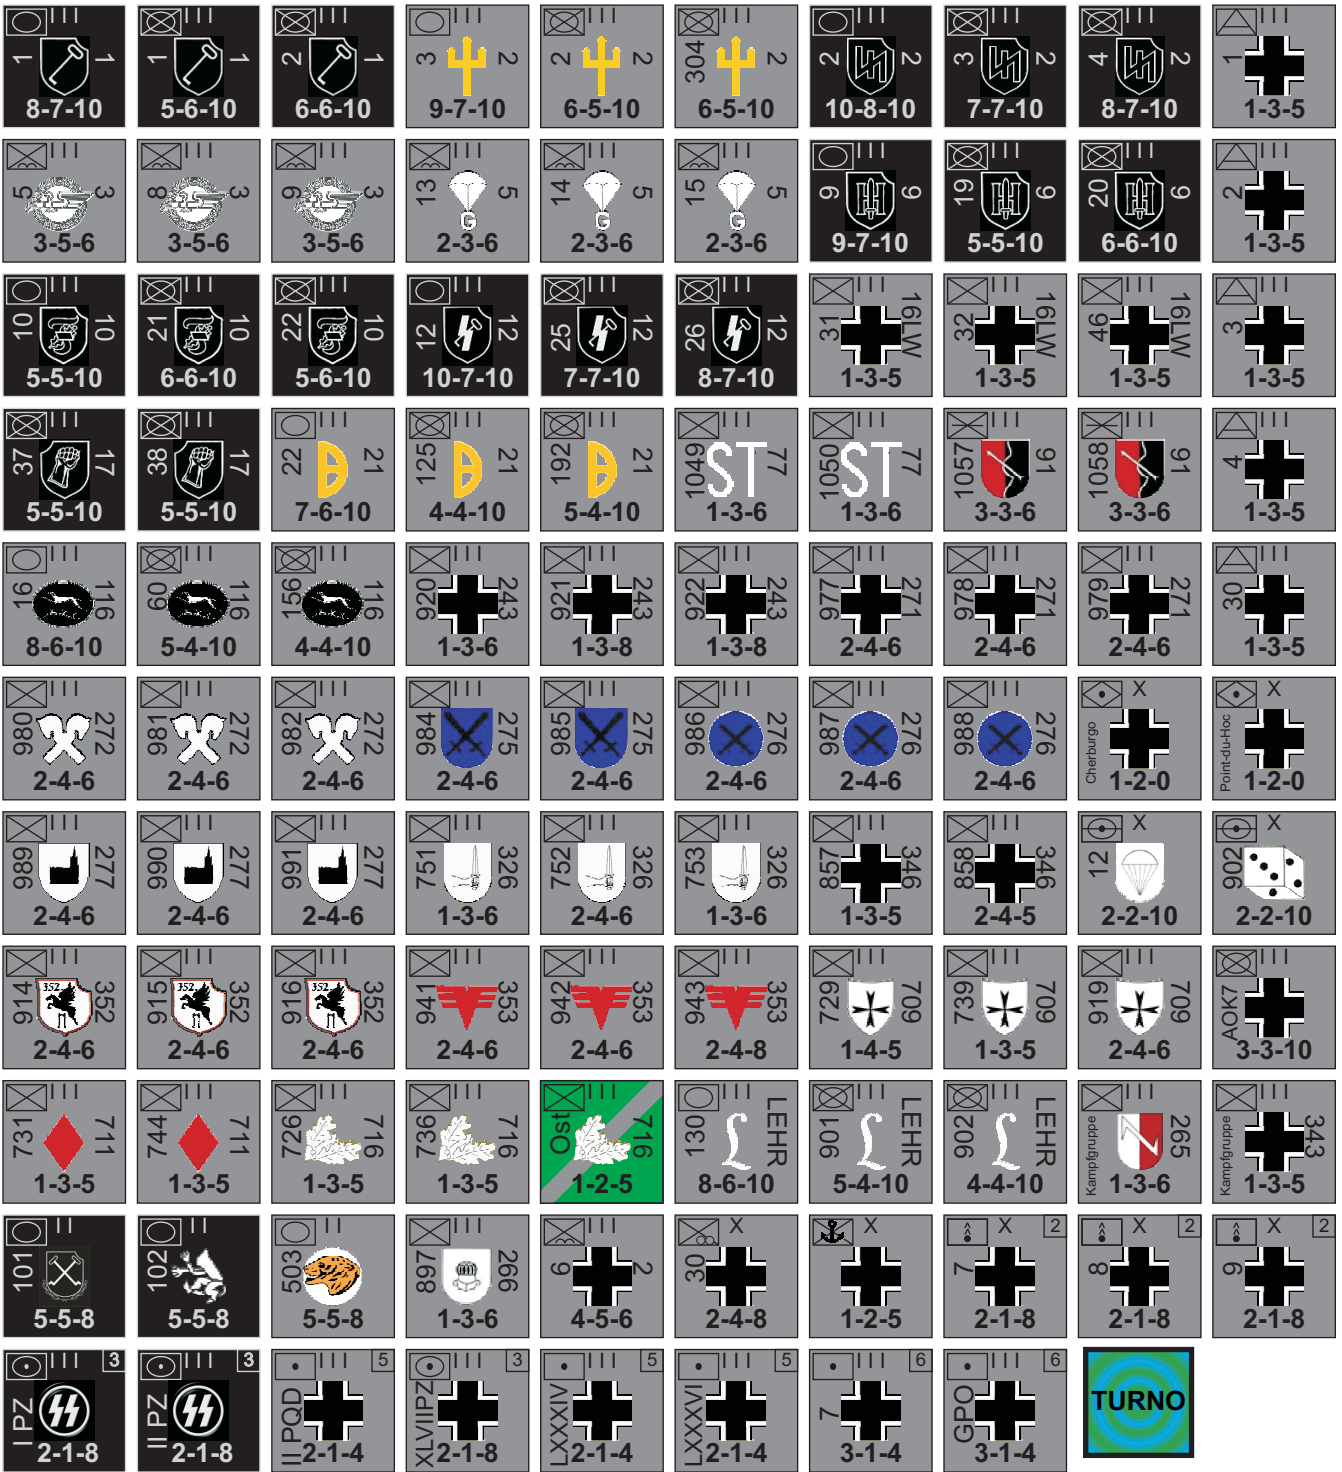 III III III III III III III III III III
1 1 1 1 2 1 3 2 2 2 304 2 2 2 3 2 4 2 1
8-7-10 5-6-10 6-6-10 9-7-10 6-5-10 6-5-10 10-8-10 7-7-10 8-7-10 1-3-5
III III III III III III III III III III
5 3 8 3 9 3 13 5 14 5 15 5 9 9 19 9 20 9 2
G G G
3-5-6 3-5-6 3-5-6 2-3-6 2-3-6 2-3-6 9-7-10 5-5-10 6-6-10 1-3-5
III III III III III III III III III III
10 10 21 10 22 10 12 12 25 12 26 12 31 16LW 32 16LW 46 16LW 3
5-5-10 6-6-10 5-6-10 10-7-10 7-7-10 8-7-10 1-3-5 1-3-5 1-3-5 1-3-5
III III III III III III III III III III
37 17 38 17 22 21 125 21 192 21 1049 ST 77 1050 ST 77 1057 91 1058 91 4
5-5-10 5-5-10 7-6-10 4-4-10 5-4-10 1-3-6 1-3-6 3-3-6 3-3-6 1-3-5
III III III III III III III III III III
16 116 60 116 156 116 920 243 921 243 922 243 977 271 978 271 979 271 30
8-6-10 5-4-10 4-4-10 1-3-6 1-3-8 1-3-8 2-4-6 2-4-6 2-4-6 1-3-5
III III III III III III III III X X
980 272 981 272 982 272 984 275 985 275 986 276 987 276 988 276 Cherburgo Point-du-Hoc
2-4-6 2-4-6 2-4-6 2-4-6 2-4-6 2-4-6 2-4-6 2-4-6 1-2-0 1-2-0
III III III III III III III III X X
989 277 990 277 991 277 751 326 752 326 753 326 857 346 858 346 12 902
2-4-6 2-4-6 2-4-6 1-3-6 2-4-6 1-3-6 1-3-5 2-4-5 2-2-10 2-2-10
III III III III III III III III III III
914 352 352 915 352 352 916 352 352 941 353 942 353 943 353 729 709 739 709 919 709 AOK7
2-4-6 2-4-6 2-4-6 2-4-6 2-4-6 2-4-8 1-4-5 1-3-5 2-4-6 3-3-10
III III III III III III III III III III
731 711 744 711 726 716 736 716 Ost 716 130 L LEHR 901 L LEHR 902 L LEHR Kampfgruppe 265 Kampfgruppe 343
1-3-5 1-3-5 1-3-5 1-3-5 1-2-5 8-6-10 5-4-10 4-4-10 1-3-6 1-3-5
II II II III III X X X 2 X 2 X 2
101 102 503 897 266 6 2 30 7 8 9
5-5-8 5-5-8 5-5-8 1-3-6 4-5-6 2-4-8 1-2-5 2-1-8 2-1-8 2-1-8
III 3 III 3 III 5 III 3 III 5 III 5 III 6 III 6
I PZ II PZ II PQD XLVIIPZ LXXXIV LXXXVI 7 GPO TURNO
2-1-8 2-1-8 2-1-4 2-1-8 2-1-4 2-1-4 3-1-4 3-1-4